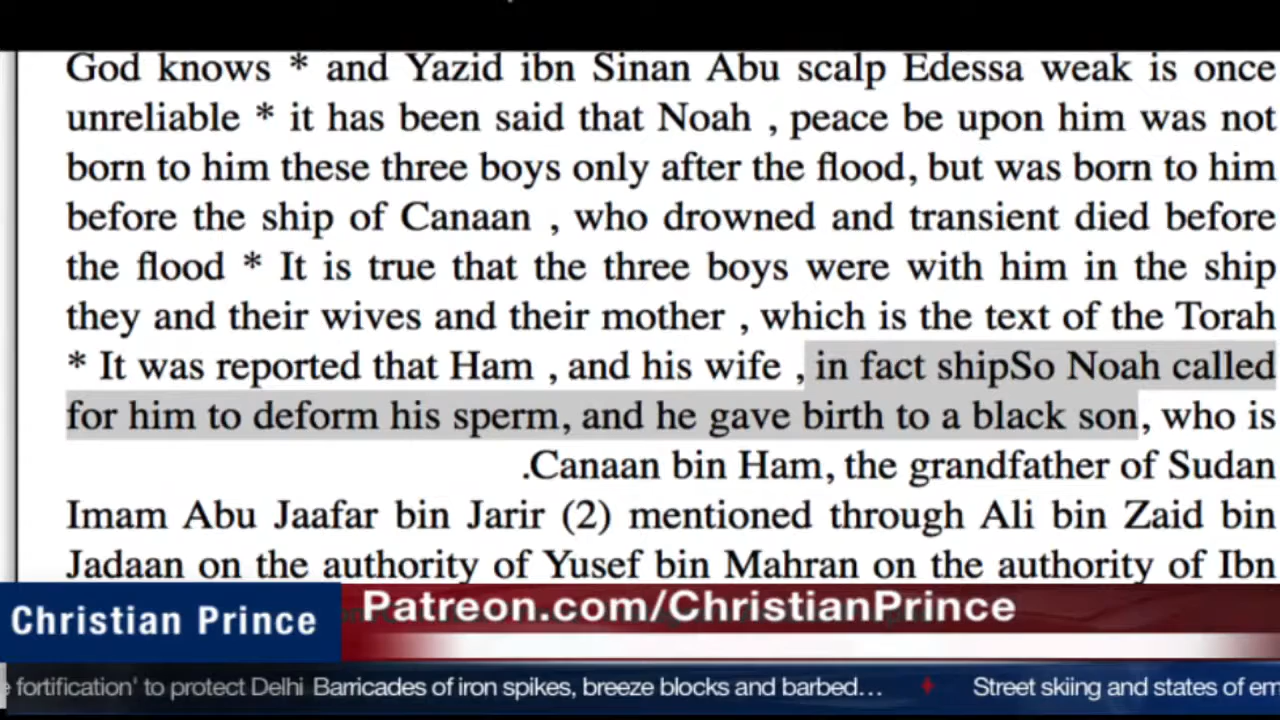 God knows * and Yazid ibn Sinan Abu scalp Edessa weak is once
unreliable * it has been said that Noah , peace be upon him was not
born to him these three boys only after the flood, but was born to him
before the ship of Canaan , who drowned and transient died before
the flood * It is true that the three boys were with him in the ship
they and their wives and their mother , which is the text of the Torah
* It was reported that Ham , and his wife , in fact shipSo Noah called
for him to deform his sperm, and he gave birth to a black son, who is
.Canaan bin Ham, the grandfather of Sudan
Imam Abu Jaafar bin Jarir (2) mentioned through Ali bin Zaid bin
Jadaan on the authority of Yusef bin Mahran on the authority of Ibn
Christian Prince
Patreon.com/ChristianPrince
fortification' to protect Delhi Barricades of iron spikes, breeze blocks and barbed... Street skiing and states of em